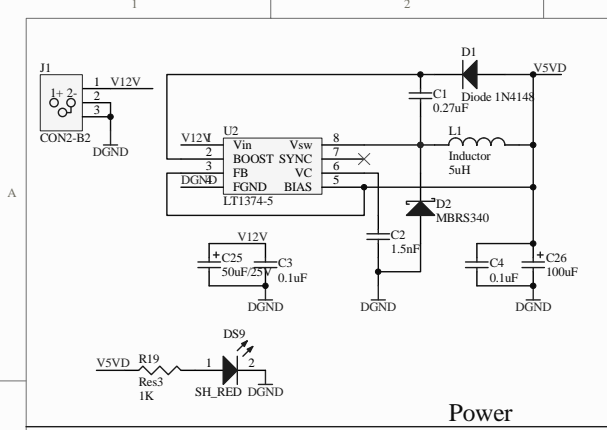 1
2
A
J1
1+ 2-
1 V12V
2
3
CON2-B2
DGND
D1
V5VD
Diode 1N4148
C1
0.27uF
U2
V12V 1 Vin Vsw 8
2 BOOST SYNC 7
3 FB VC 6
DGND 4 FGND BIAS 5
LT1374-5
L1
Inductor
5uH
D2
MBRS340
V12V
C25
50uF/25V
C3
0.1uF
DGND
C2
1.5nF
DGND
C4
0.1uF
C26
100uF
DGND
V5VD
R19
Res3
1K
DS9
1 2
SH_RED
DGND
Power